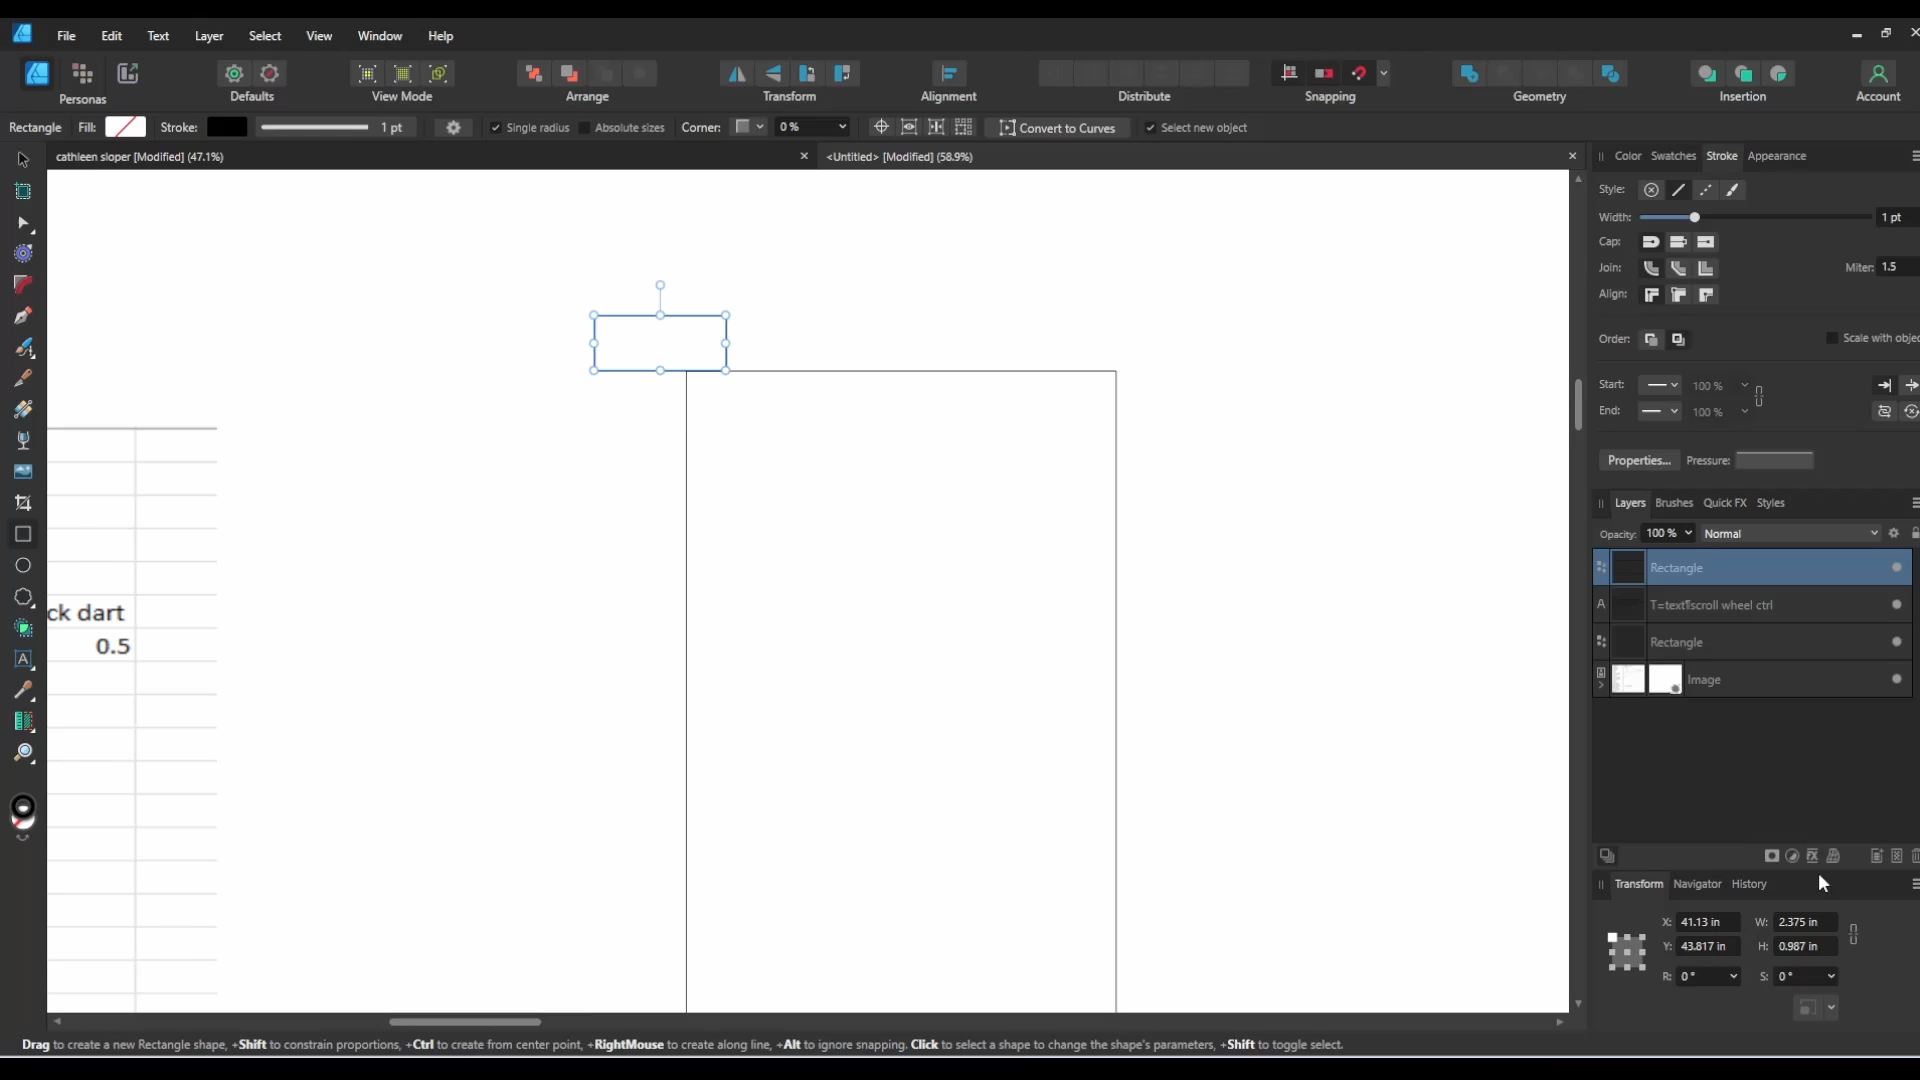 File Edit Text Layer Select View Window Help
Personas Defaults View Mode Arrange Transform Alignment Distribute Snapping Geometry Insertion Account
Rectangle Fill: Stroke: 1 pt Single radius Absolute sizes Corner: 0 % Convert to Curves Select new object
cathleen sloper [Modified] (47.1%) <Untitled> [Modified] (58.9%)
Color Swatches Stroke Appearance
Style:
Width: 1 pt
Cap:
Join: Miter: 1.5
Align:
Order: Scale with objec
Start: 100 %
End: 100 %
Properties... Pressure:
Layers Brushes Quick FX Styles
Opacity: 100 % Normal
Rectangle
A T=text¶scroll wheel ctrl
Rectangle
Image
ck dart
0.5
Transform Navigator History
X: 41.13 in W: 2.375 in
Y: 43.817 in H: 0.987 in
R: 0° S: 0°
Drag to create a new Rectangle shape, +Shift to constrain proportions, +Ctrl to create from center point, +RightMouse to create along line, +Alt to ignore snapping. Click to select a shape to change the shape's parameters, +Shift to toggle select.